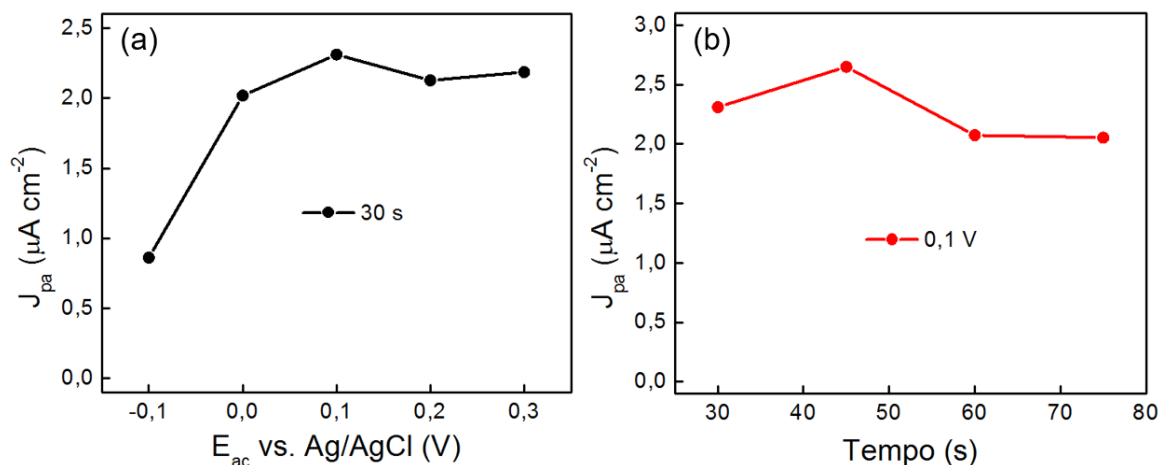 (a)
2,5
2,0
1,5
1,0
0,5
0,0
J_pa (μA cm⁻²)
30 s
-0,1 0,0 0,1 0,2 0,3
E_ac vs. Ag/AgCl (V)
(b)
3,0
2,5
2,0
1,5
1,0
0,5
0,0
J_pa (μA cm⁻²)
0,1 V
30 40 50 60 70 80
Tempo (s)